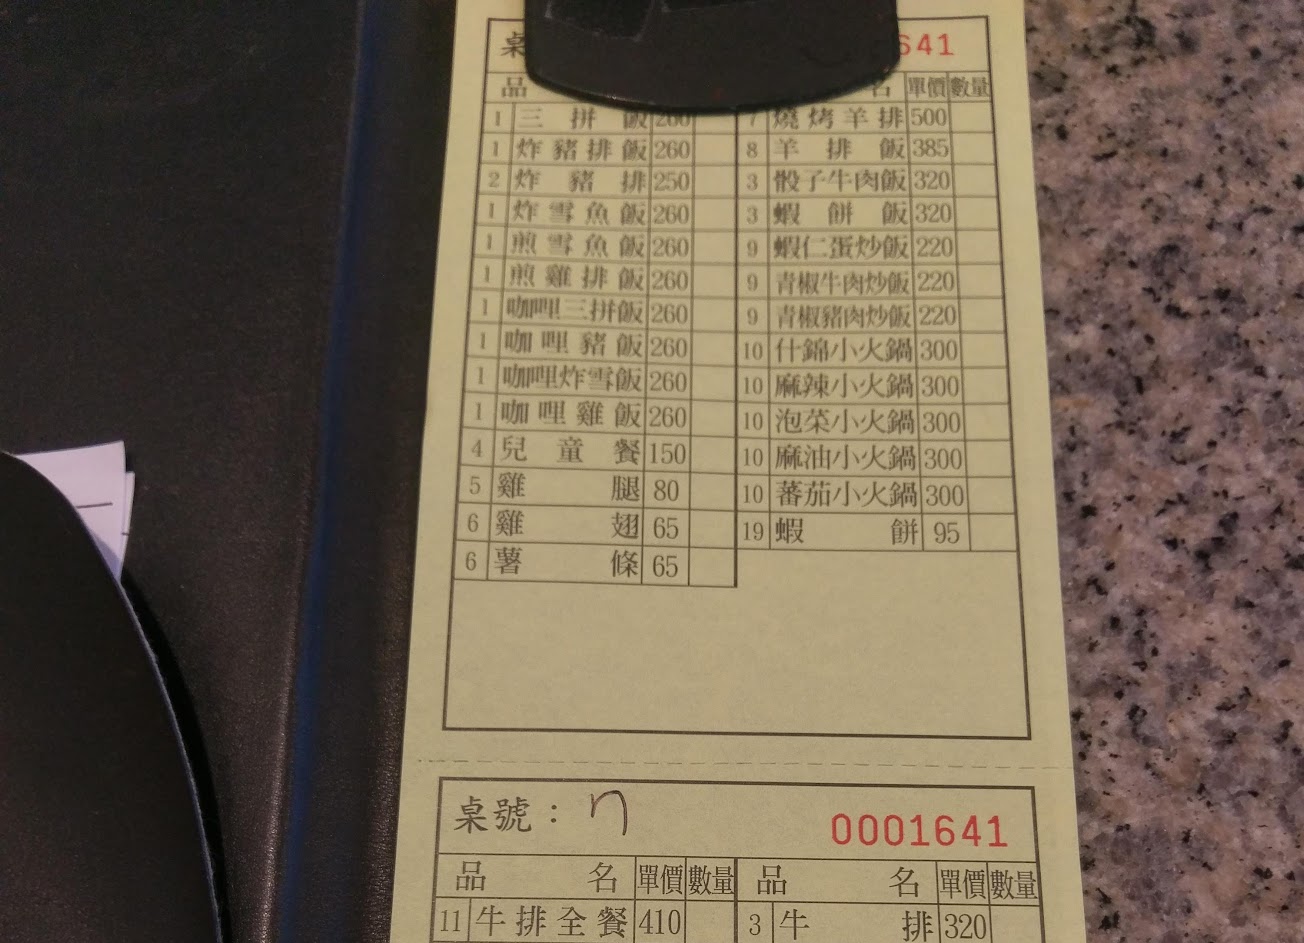 桌 641
品 名 單價 數量
1 三拼飯 260 7 燒烤羊排 500
1 炸豬排飯 260 8 羊排飯 385
2 炸豬排 250 3 骰子牛肉飯 320
1 炸雪魚飯 260 3 蝦餅飯 320
1 煎雪魚飯 260 9 蝦仁蛋炒飯 220
1 煎雞排飯 260 9 青椒牛肉炒飯 220
1 咖哩三拼飯 260 9 青椒豬肉炒飯 220
1 咖哩豬飯 260 10 什錦小火鍋 300
1 咖哩炸雪飯 260 10 麻辣小火鍋 300
1 咖哩雞飯 260 10 泡菜小火鍋 300
4 兒童餐 150 10 麻油小火鍋 300
5 雞腿 80 10 蕃茄小火鍋 300
6 雞翅 65 19 蝦餅 95
6 薯條 65
桌號：7 0001641
品名 單價 數量 品名 單價 數量
11 牛排全餐 410 3 牛排 320